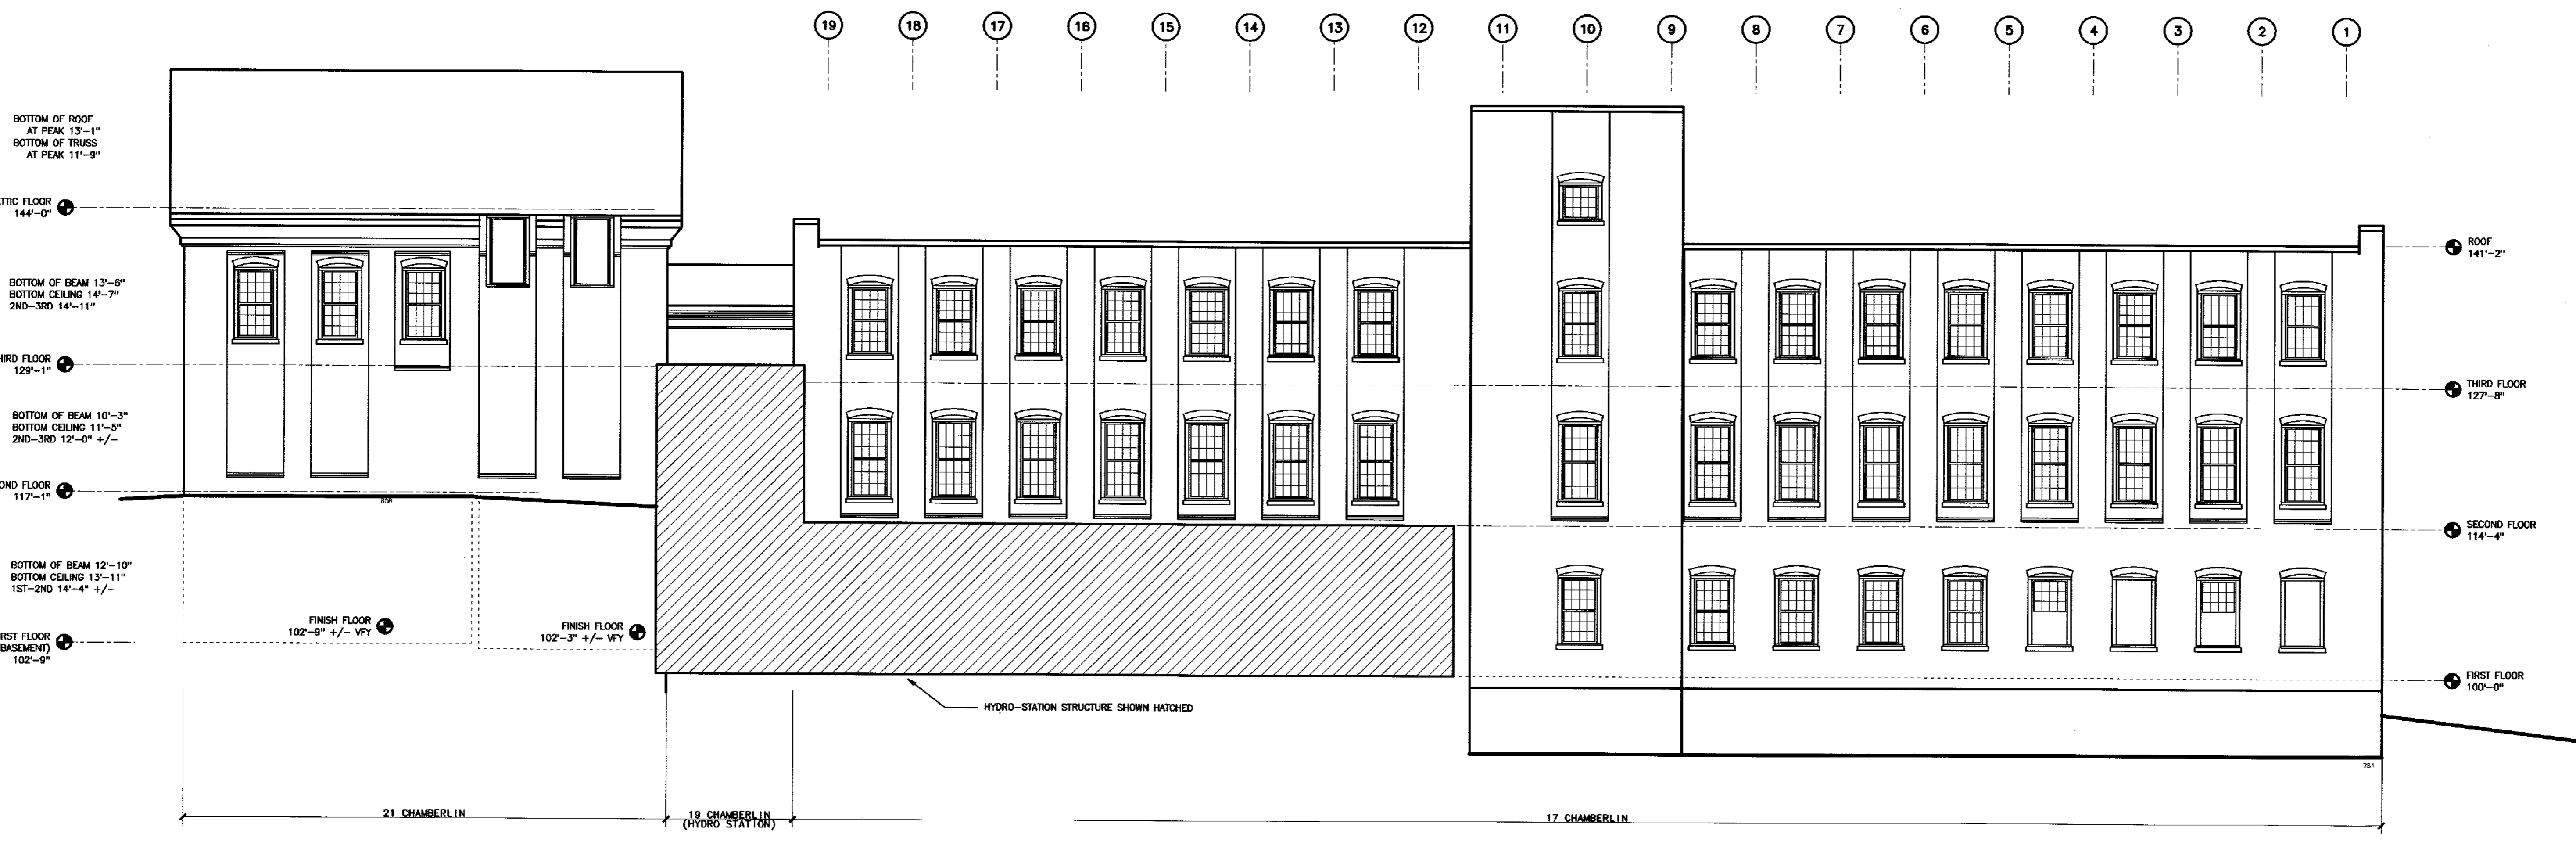 19 18 17 16 15 14 13 12 11 10 9 8 7 6 5 4 3 2 1
BOTTOM OF ROOF
AT PEAK 13'-1"
BOTTOM OF TRUSS
AT PEAK 11'-9"
TTIC FLOOR
144'-0"
BOTTOM OF BEAM 13'-6"
BOTTOM CEILING 14'-7"
2ND-3RD 14'-11"
HIRD FLOOR
129'-1"
BOTTOM OF BEAM 10'-3"
BOTTOM CEILING 11'-5"
2ND-3RD 12'-0" +/-
OND FLOOR
117'-1"
BOTTOM OF BEAM 12'-10"
BOTTOM CEILING 13'-11"
1ST-2ND 14'-4" +/-
RST FLOOR
BASEMENT)
102'-9"
FINISH FLOOR
102'-9" +/- VFY
FINISH FLOOR
102'-3" +/- VFY
HYDRO-STATION STRUCTURE SHOWN HATCHED
ROOF
141'-2"
THIRD FLOOR
127'-8"
SECOND FLOOR
114'-4"
FIRST FLOOR
100'-0"
21 CHAMBERLIN
19 CHAMBERLIN
(HYDRO STATION)
17 CHAMBERLIN